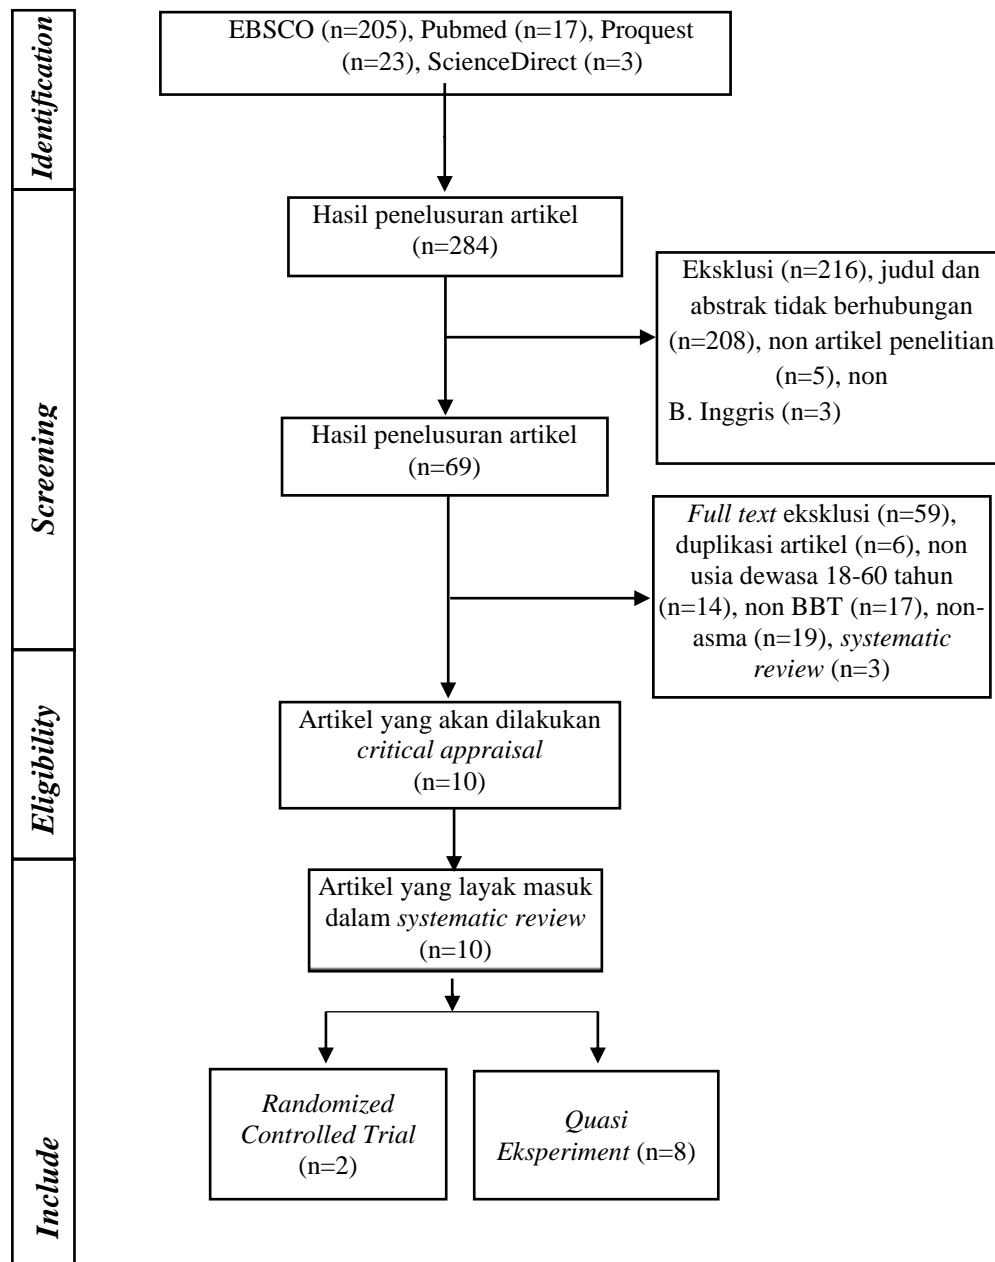 Identification
EBSCO (n=205), Pubmed (n=17), Proquest
(n=23), ScienceDirect (n=3)
Screening
Hasil penelusuran artikel
(n=284)
Eksklusi (n=216), judul dan
abstrak tidak berhubungan
(n=208), non artikel penelitian
(n=5), non
B. Inggris (n=3)
Hasil penelusuran artikel
(n=69)
Full text eksklusi (n=59),
duplikasi artikel (n=6), non
usia dewasa 18-60 tahun
(n=14), non BBT (n=17), non-
asma (n=19), systematic
review (n=3)
Eligibility
Artikel yang akan dilakukan
critical appraisal
(n=10)
Include
Artikel yang layak masuk
dalam systematic review
(n=10)
Randomized
Controlled Trial
(n=2)
Quasi
Eksperiment (n=8)